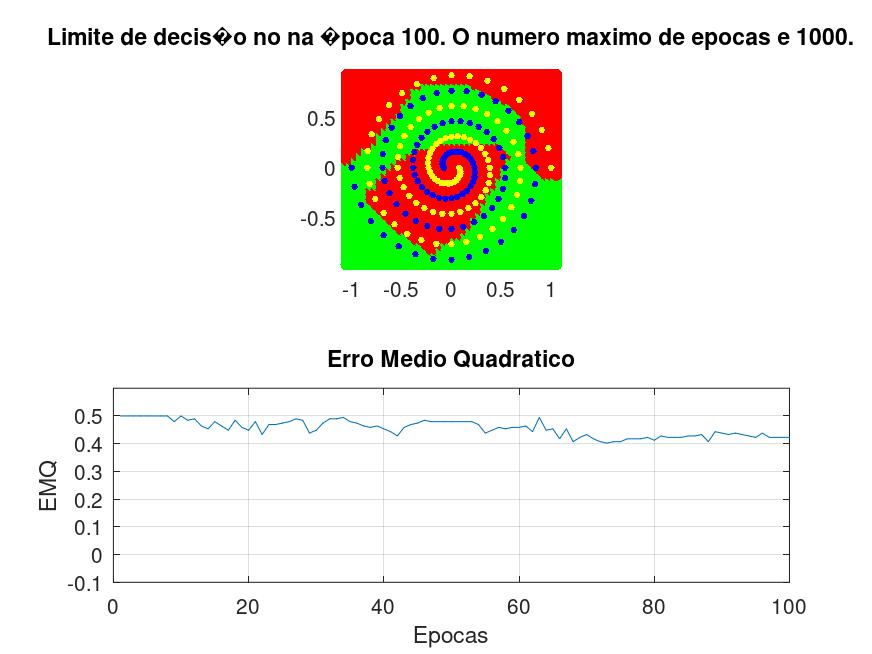 Limite de decis�o no na �poca 100. O numero maximo de epocas e 1000.
0.5
0
-0.5
-1 -0.5 0 0.5 1
Erro Medio Quadratico
0.5
0.4
0.3
0.2
0.1
0
-0.1
EMQ
0 20 40 60 80 100
Epocas